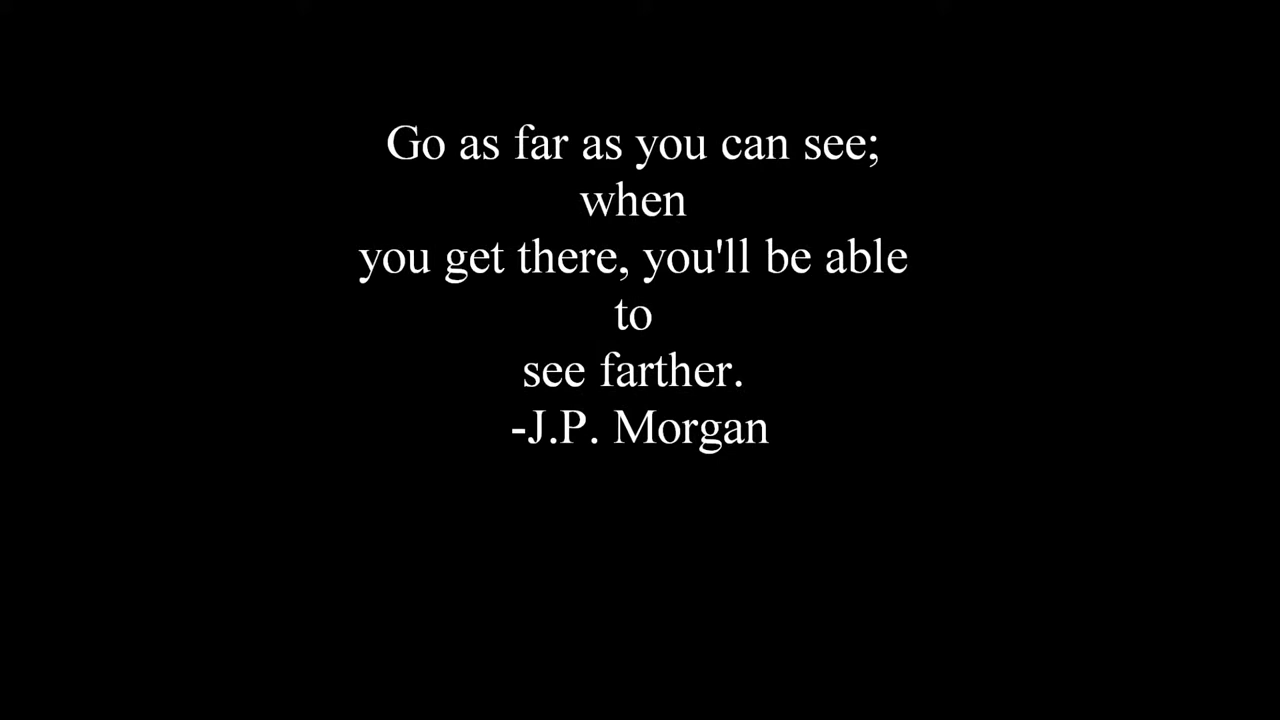 Go as far as you can see;
when
you get there, you'll be able
to
see farther.
-J.P. Morgan